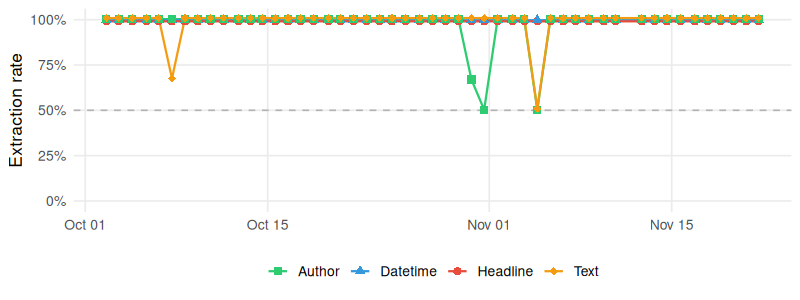 Extraction rate
100%
75%
50%
25%
0%
Oct 01
Oct 15
Nov 01
Nov 15
Author
Datetime
Headline
Text